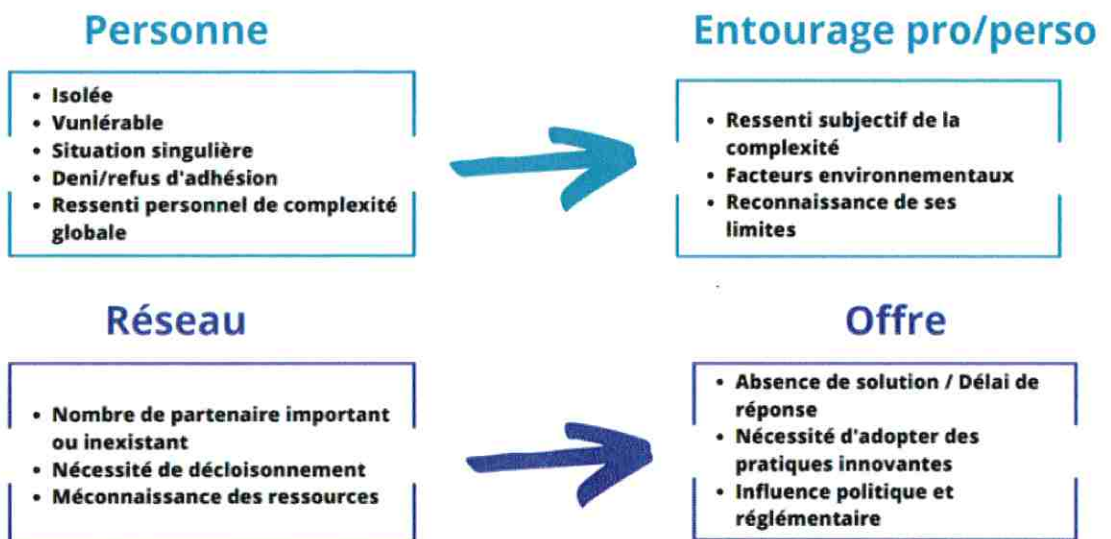 Personne
• Isolée
• Vunlérable
• Situation singulière
• Deni/refus d'adhésion
• Ressenti personnel de complexité
globale
Entourage pro/perso
• Ressenti subjectif de la
complexité
• Facteurs environnementaux
• Reconnaissance de ses
limites
Réseau
• Nombre de partenaire important
ou inexistant
• Nécessité de décloisonnement
• Méconnaissance des ressources
Offre
• Absence de solution / Délai de
réponse
• Nécessité d'adopter des
pratiques innovantes
• Influence politique et
réglémentaire